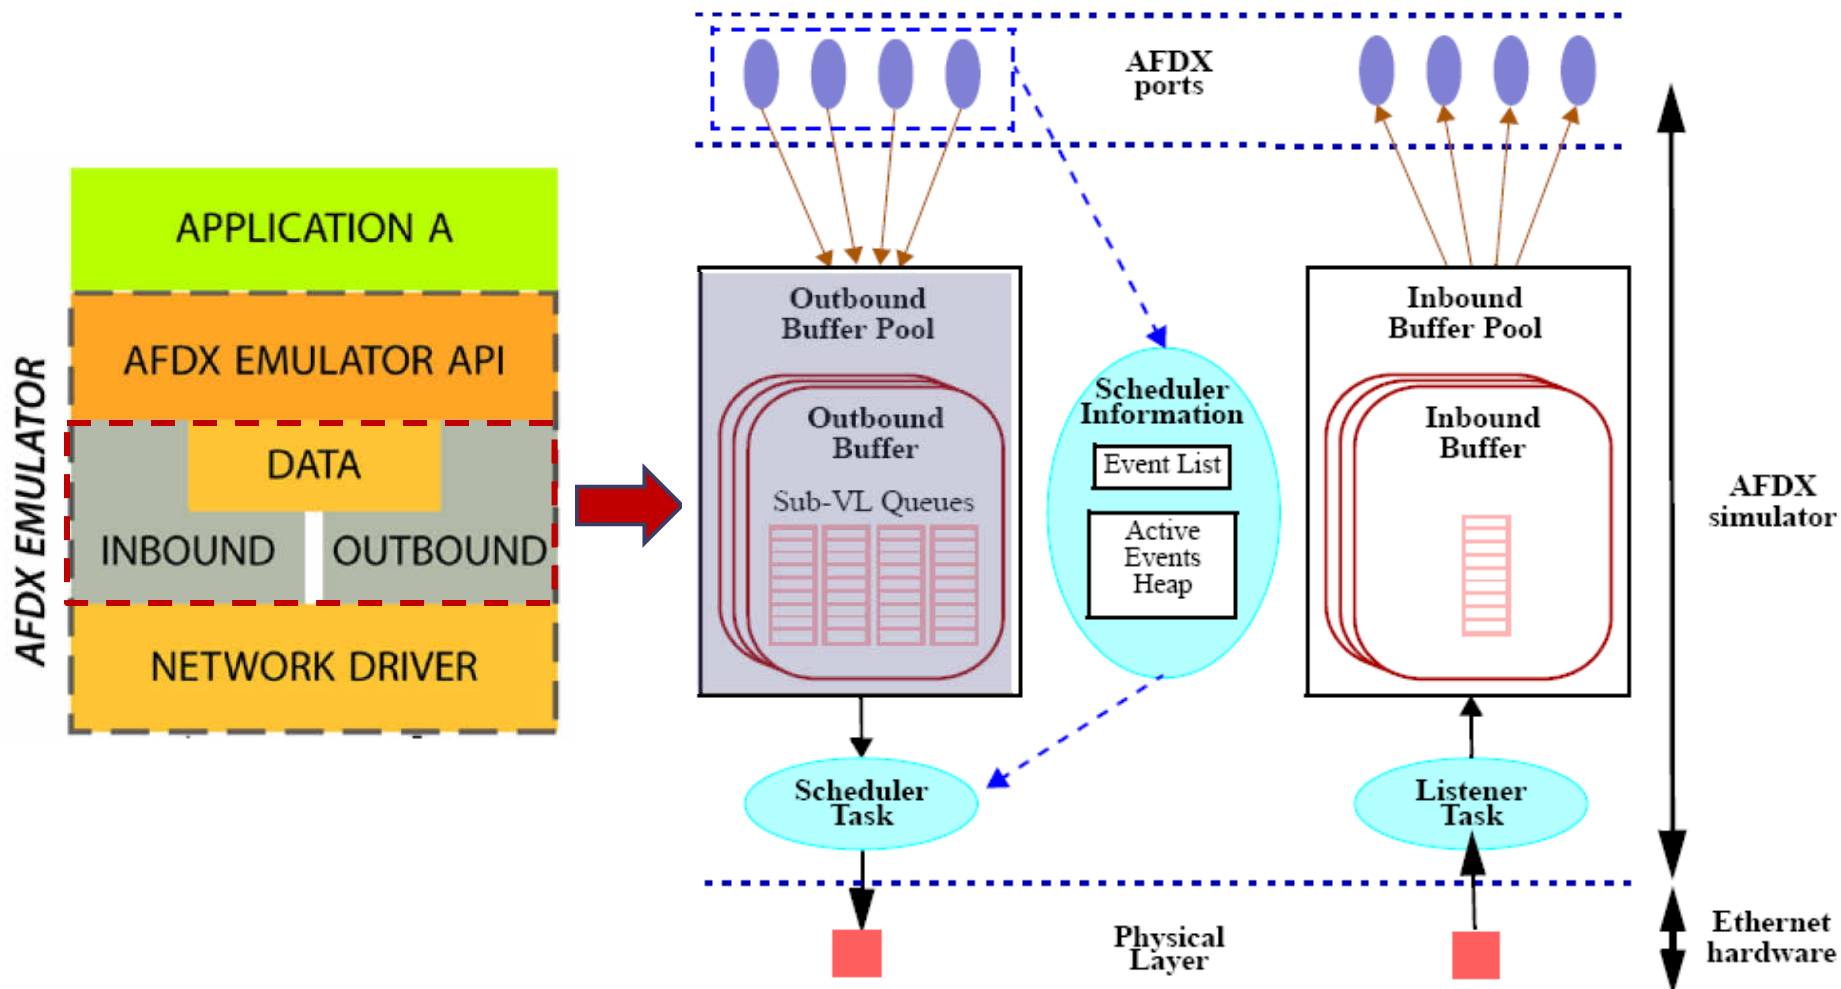 AFDX EMULATOR
APPLICATION A
AFDX EMULATOR API
DATA
INBOUND
OUTBOUND
NETWORK DRIVER
AFDX
ports
Outbound
Buffer Pool
Outbound
Buffer
Sub-VL Queues
Scheduler
Information
Event List
Active
Events
Heap
Inbound
Buffer Pool
Inbound
Buffer
Scheduler
Task
Listener
Task
Physical
Layer
AFDX
simulator
Ethernet
hardware